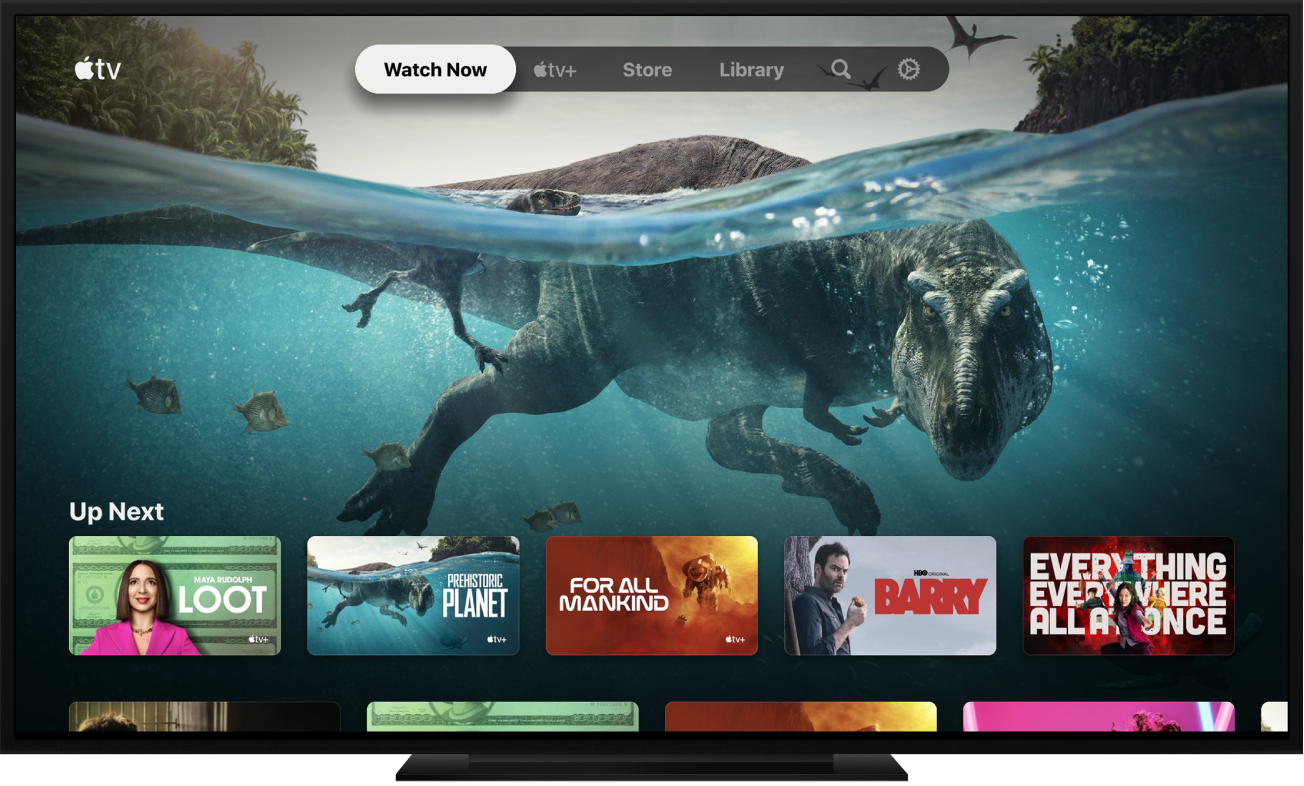 tv
Watch Now
tv+
Store
Library
Up Next
MAYA RUDOLPH
LOOT
tv+
PREHISTORIC
PLANET
tv+
FOR ALL
MANKIND
tv+
HBO ORIGINAL
BARRY
EVERYTHING
EVERYWHERE
ALL AT ONCE